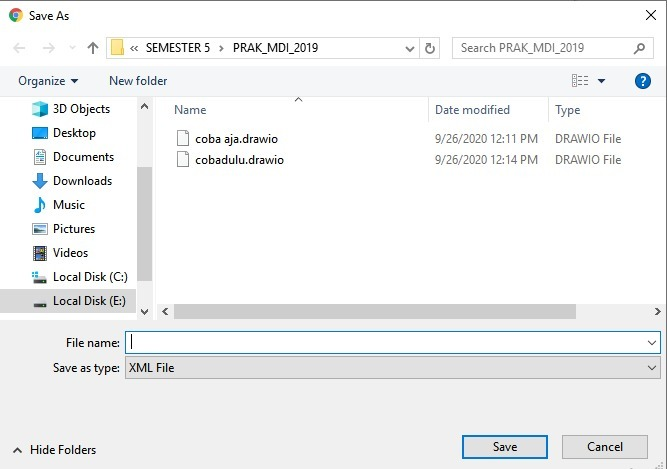 Save As
« SEMESTER 5 › PRAK_MDI_2019
Search PRAK_MDI_2019
Organize
New folder
?
Name Date modified Type
3D Objects
Desktop
Documents
Downloads
Music
Pictures
Videos
Local Disk (C:)
Local Disk (E:)
coba aja.drawio 9/26/2020 12:11 PM DRAWIO File
cobadulu.drawio 9/26/2020 12:14 PM DRAWIO File
File name:
Save as type: XML File
Hide Folders
Save
Cancel